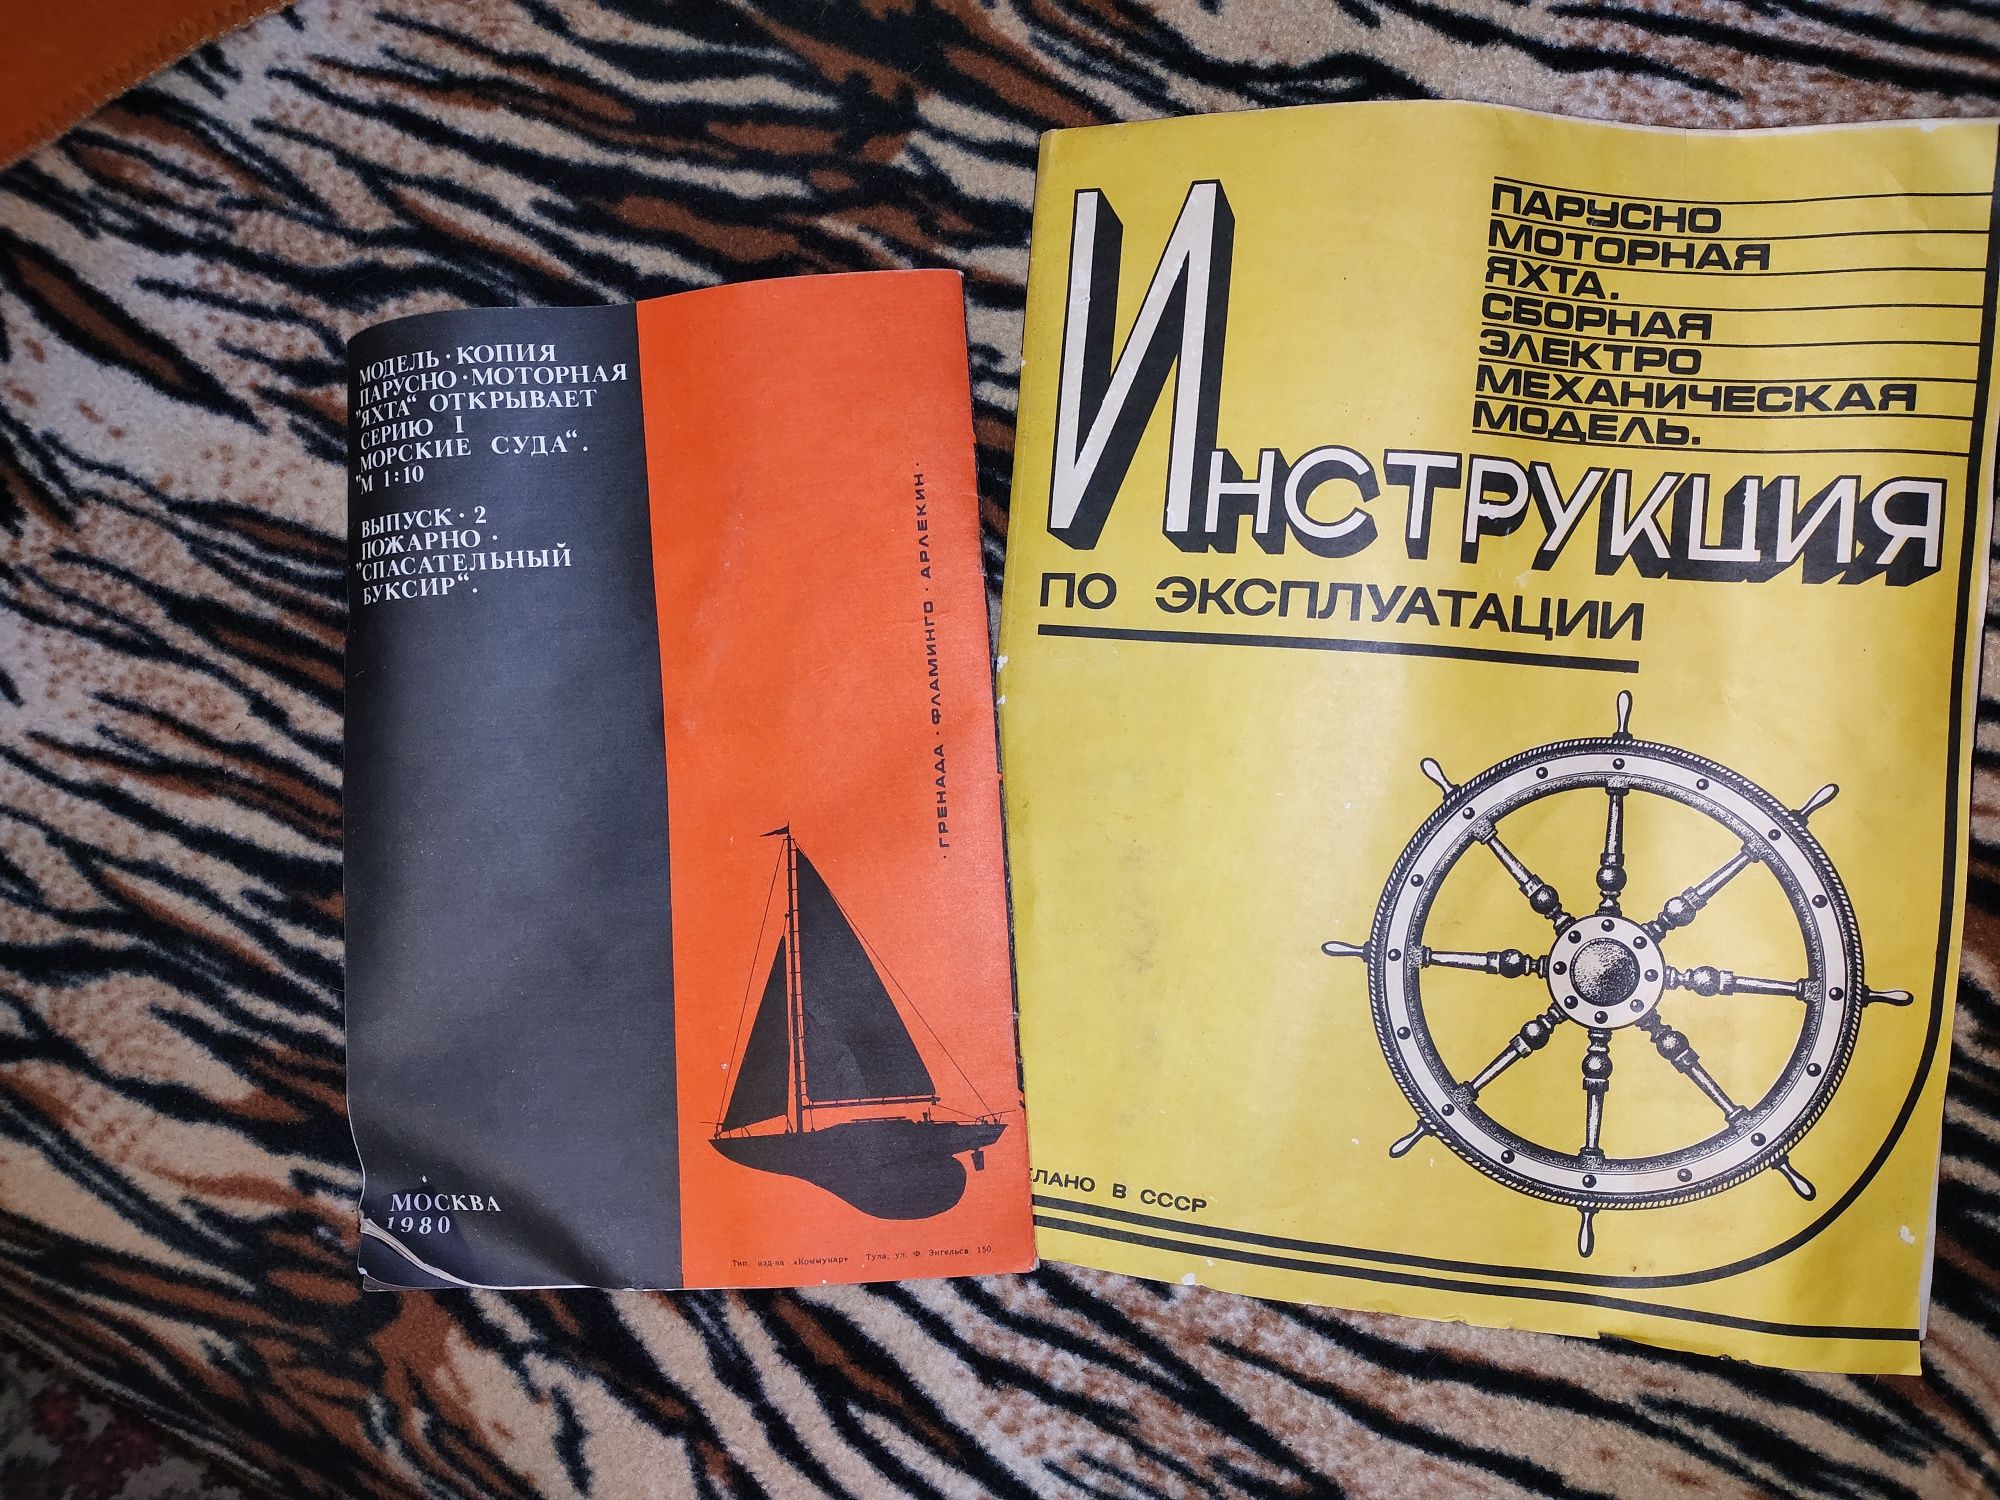 МОДЕЛЬ · КОПИЯ
ПАРУСНО · МОТОРНАЯ
"ЯХТА“ ОТКРЫВАЕТ
СЕРИЮ I
МОРСКИЕ СУДА“.
"М 1:10
ВЫПУСК · 2
ПОЖАРНО ·
"СПАСАТЕЛЬНЫЙ
БУКСИР“.
· ГРЕНАДА · ФЛАМИНГО · АРЛЕКИН ·
МОСКВА
1980
Тип. изд-ва «Коммунар» Тула, ул. Ф. Энгельса 150.
ПАРУСНО
МОТОРНАЯ
ЯХТА.
СБОРНАЯ
ЭЛЕКТРО
МЕХАНИЧЕСКАЯ
МОДЕЛЬ.
ИНСТРУКЦИЯ
ПО ЭКСПЛУАТАЦИИ
ЕЛАНО В СССР